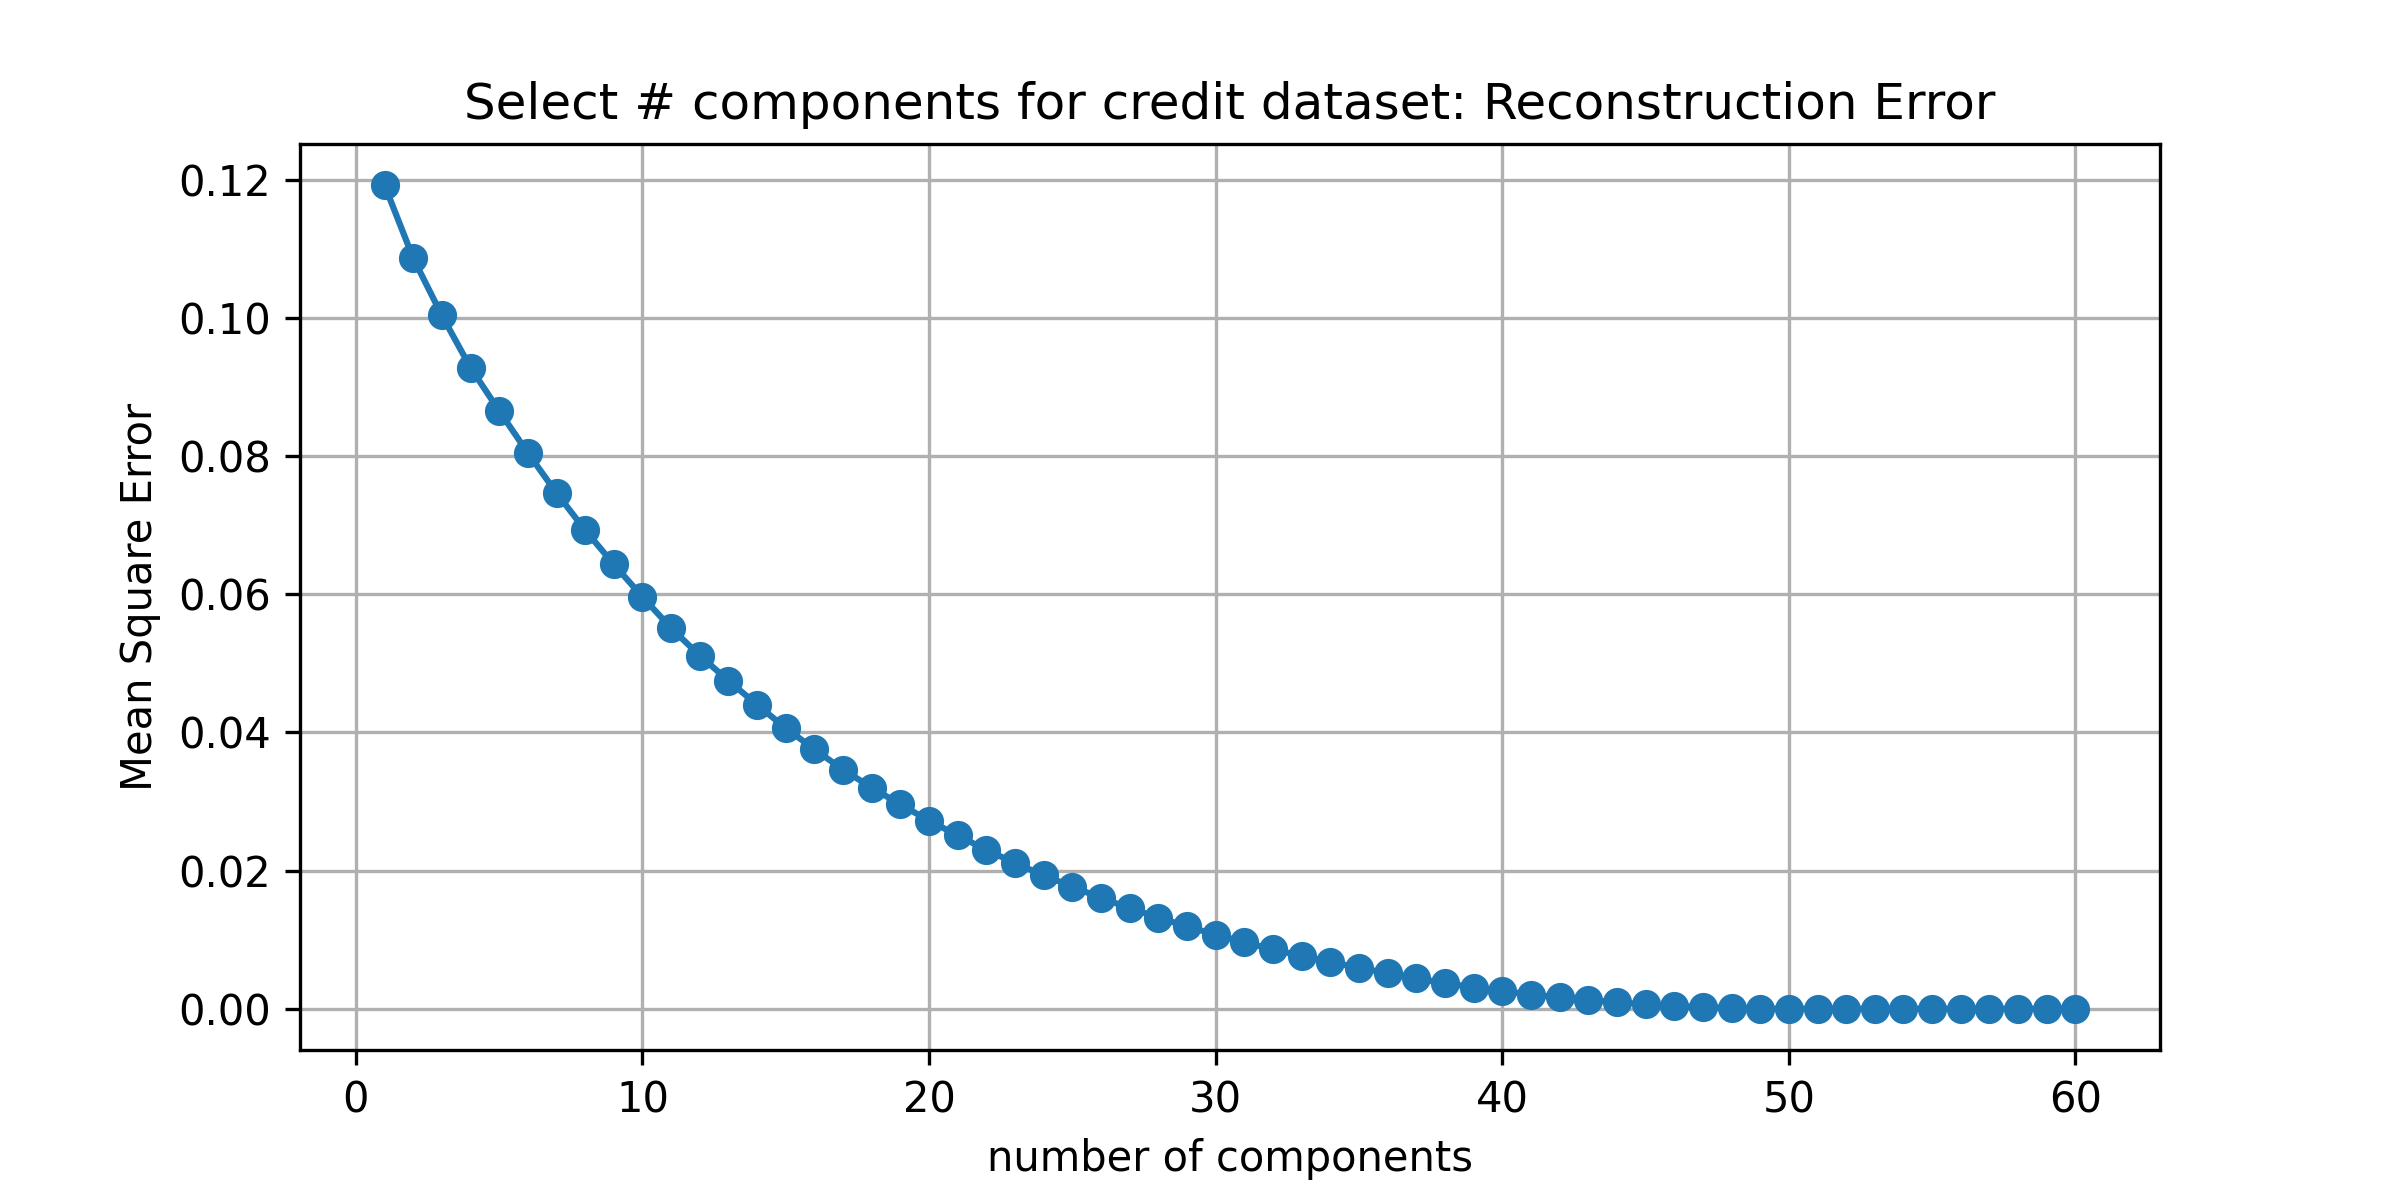 Select # components for credit dataset: Reconstruction Error
0.12
0.10
0.08
0.06
0.04
0.02
0.00
Mean Square Error
0 10 20 30 40 50 60
number of components